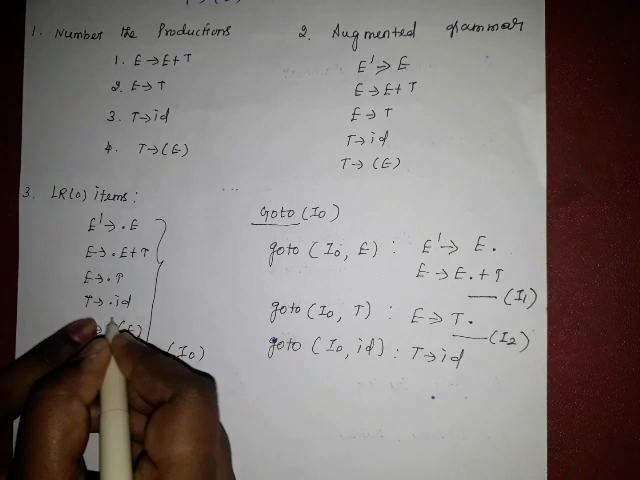 1. Number the Productions
1. E→E+T
2. E→T
3. T→id
4. T→(E)
2. Augmented grammar
E'→E
E→E+T
E→T
T→id
T→(E)
3. LR(0) items:
E'→.E
E→.E+T
E→.T
T→.id
(E)
(I0)
Goto(I0)
goto (I0, E) : E'→ E.
E→E.+T
—(I1)
goto (I0, T) : E→T.
—(I2)
goto (I0, id) : T→id